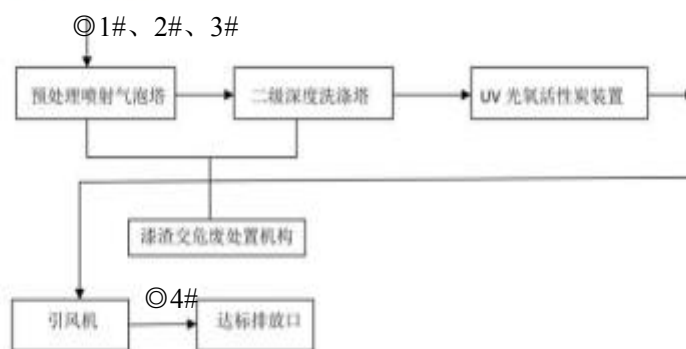 ◎1#、2#、3#
预处理喷射气泡塔
二级深度洗涤塔
UV 光氧活性炭装置
漆渣交危废处置机构
◎4#
引风机
达标排放口